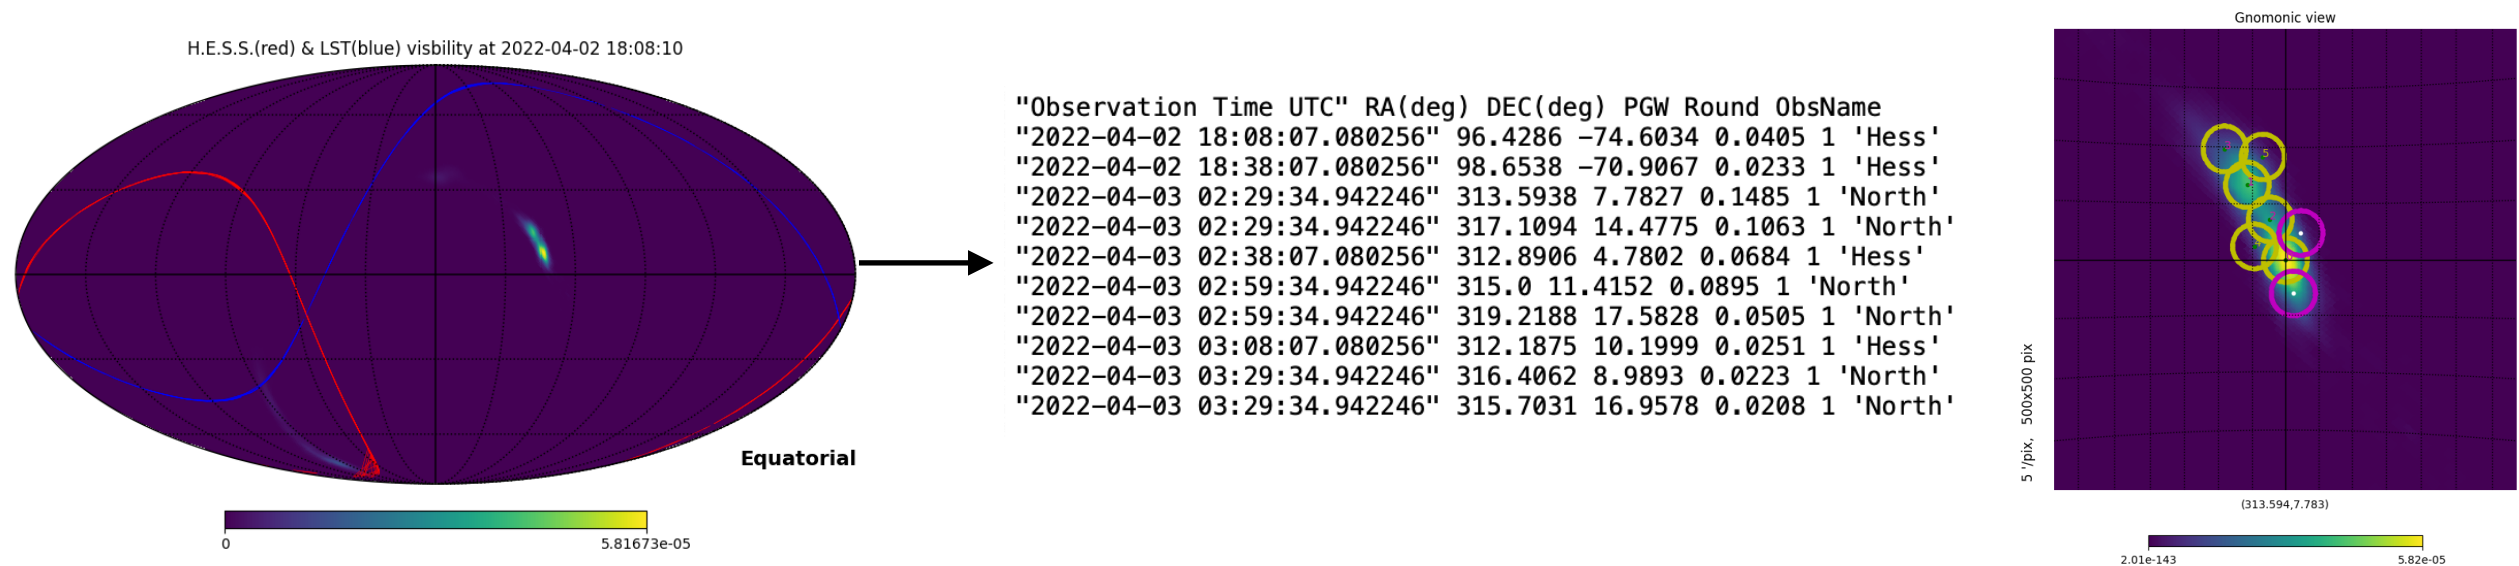 H.E.S.S.(red) & LST(blue) visbility at 2022-04-02 18:08:10
Equatorial
0
5.81673e-05
"Observation Time UTC" RA(deg) DEC(deg) PGW Round ObsName
"2022-04-02 18:08:07.080256" 96.4286 −74.6034 0.0405 1 'Hess'
"2022-04-02 18:38:07.080256" 98.6538 −70.9067 0.0233 1 'Hess'
"2022-04-03 02:29:34.942246" 313.5938 7.7827 0.1485 1 'North'
"2022-04-03 02:29:34.942246" 317.1094 14.4775 0.1063 1 'North'
"2022-04-03 02:38:07.080256" 312.8906 4.7802 0.0684 1 'Hess'
"2022-04-03 02:59:34.942246" 315.0 11.4152 0.0895 1 'North'
"2022-04-03 02:59:34.942246" 319.2188 17.5828 0.0505 1 'North'
"2022-04-03 03:08:07.080256" 312.1875 10.1999 0.0251 1 'Hess'
"2022-04-03 03:29:34.942246" 316.4062 8.9893 0.0223 1 'North'
"2022-04-03 03:29:34.942246" 315.7031 16.9578 0.0208 1 'North'
Gnomonic view
5
4
5 '/pix, 500x500 pix
(313.594,7.783)
2.01e-143
5.82e-05